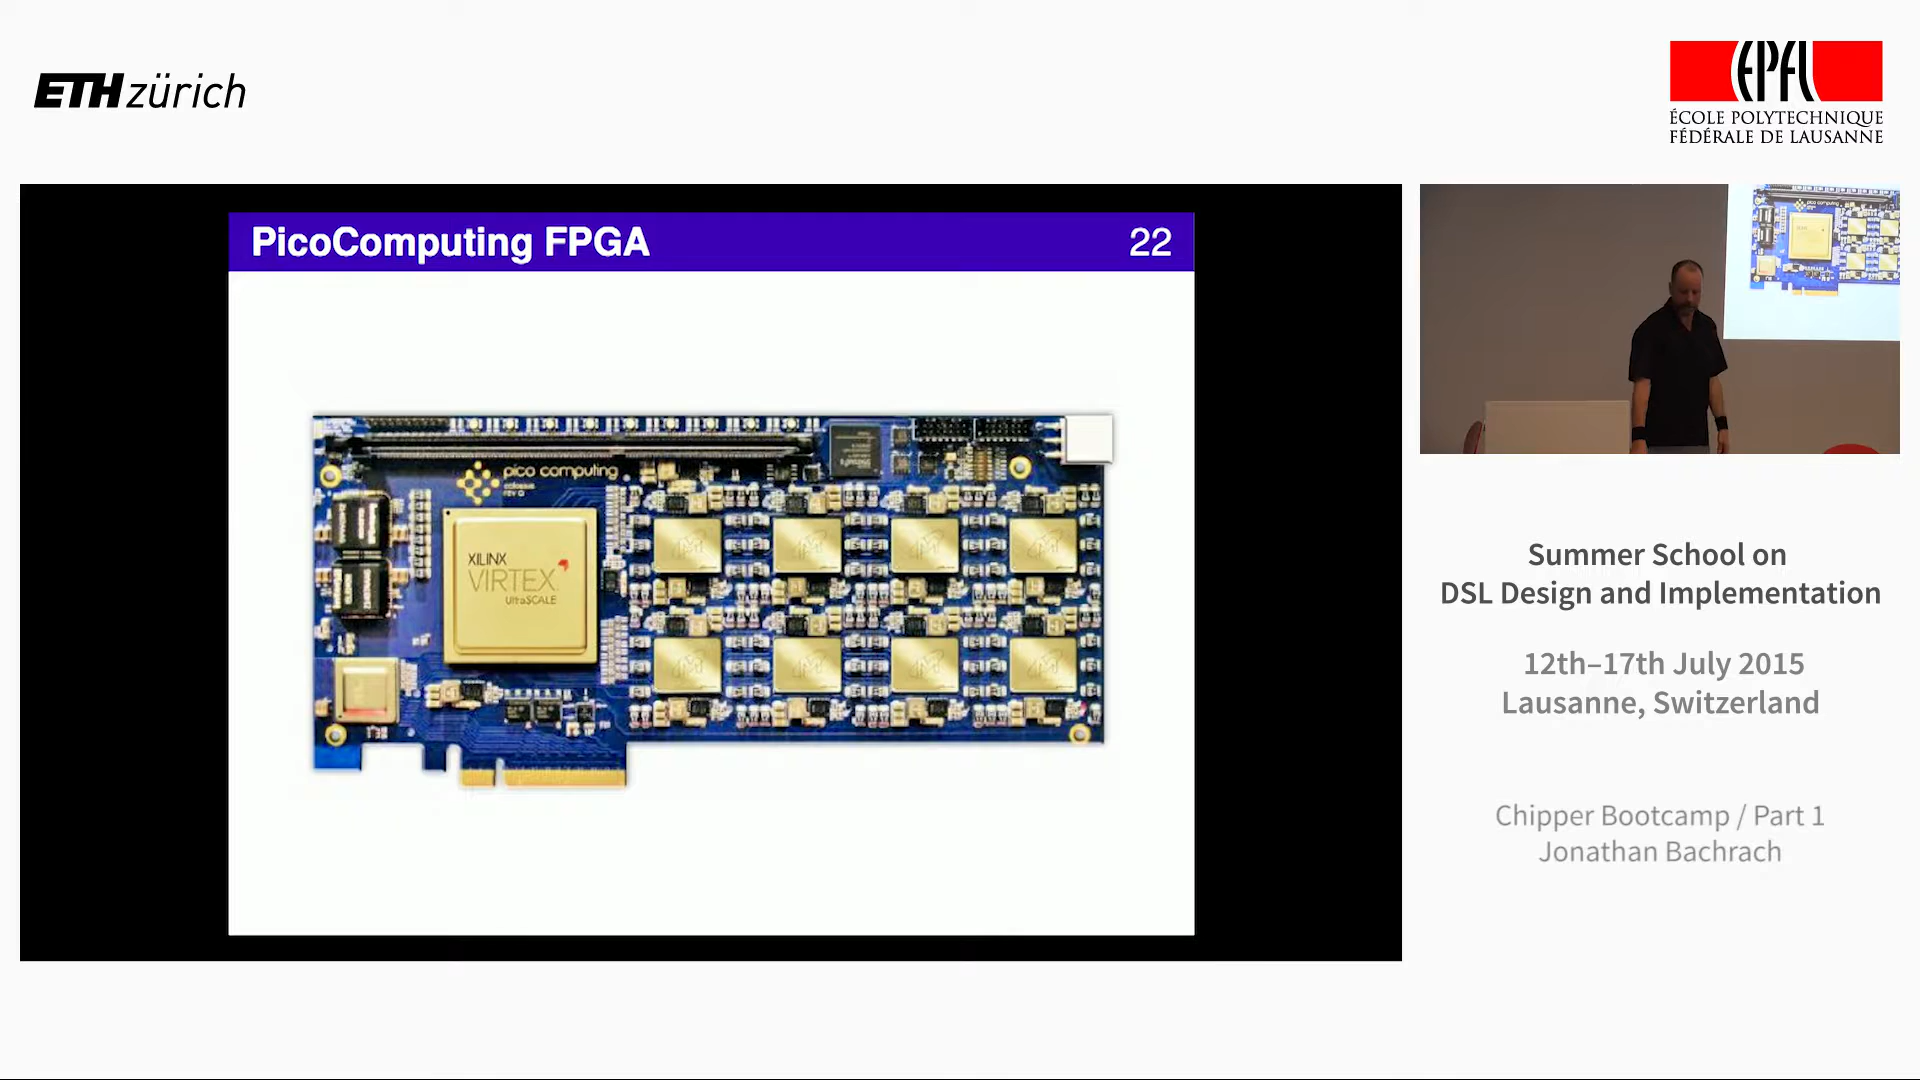 ETH zürich
EPFL
ÉCOLE POLYTECHNIQUE
FÉDÉRALE DE LAUSANNE
PicoComputing FPGA
22
pico computing
XILINX
VIRTEX
UltraSCALE
Summer School on
DSL Design and Implementation
12th–17th July 2015
Lausanne, Switzerland
Chipper Bootcamp / Part 1
Jonathan Bachrach